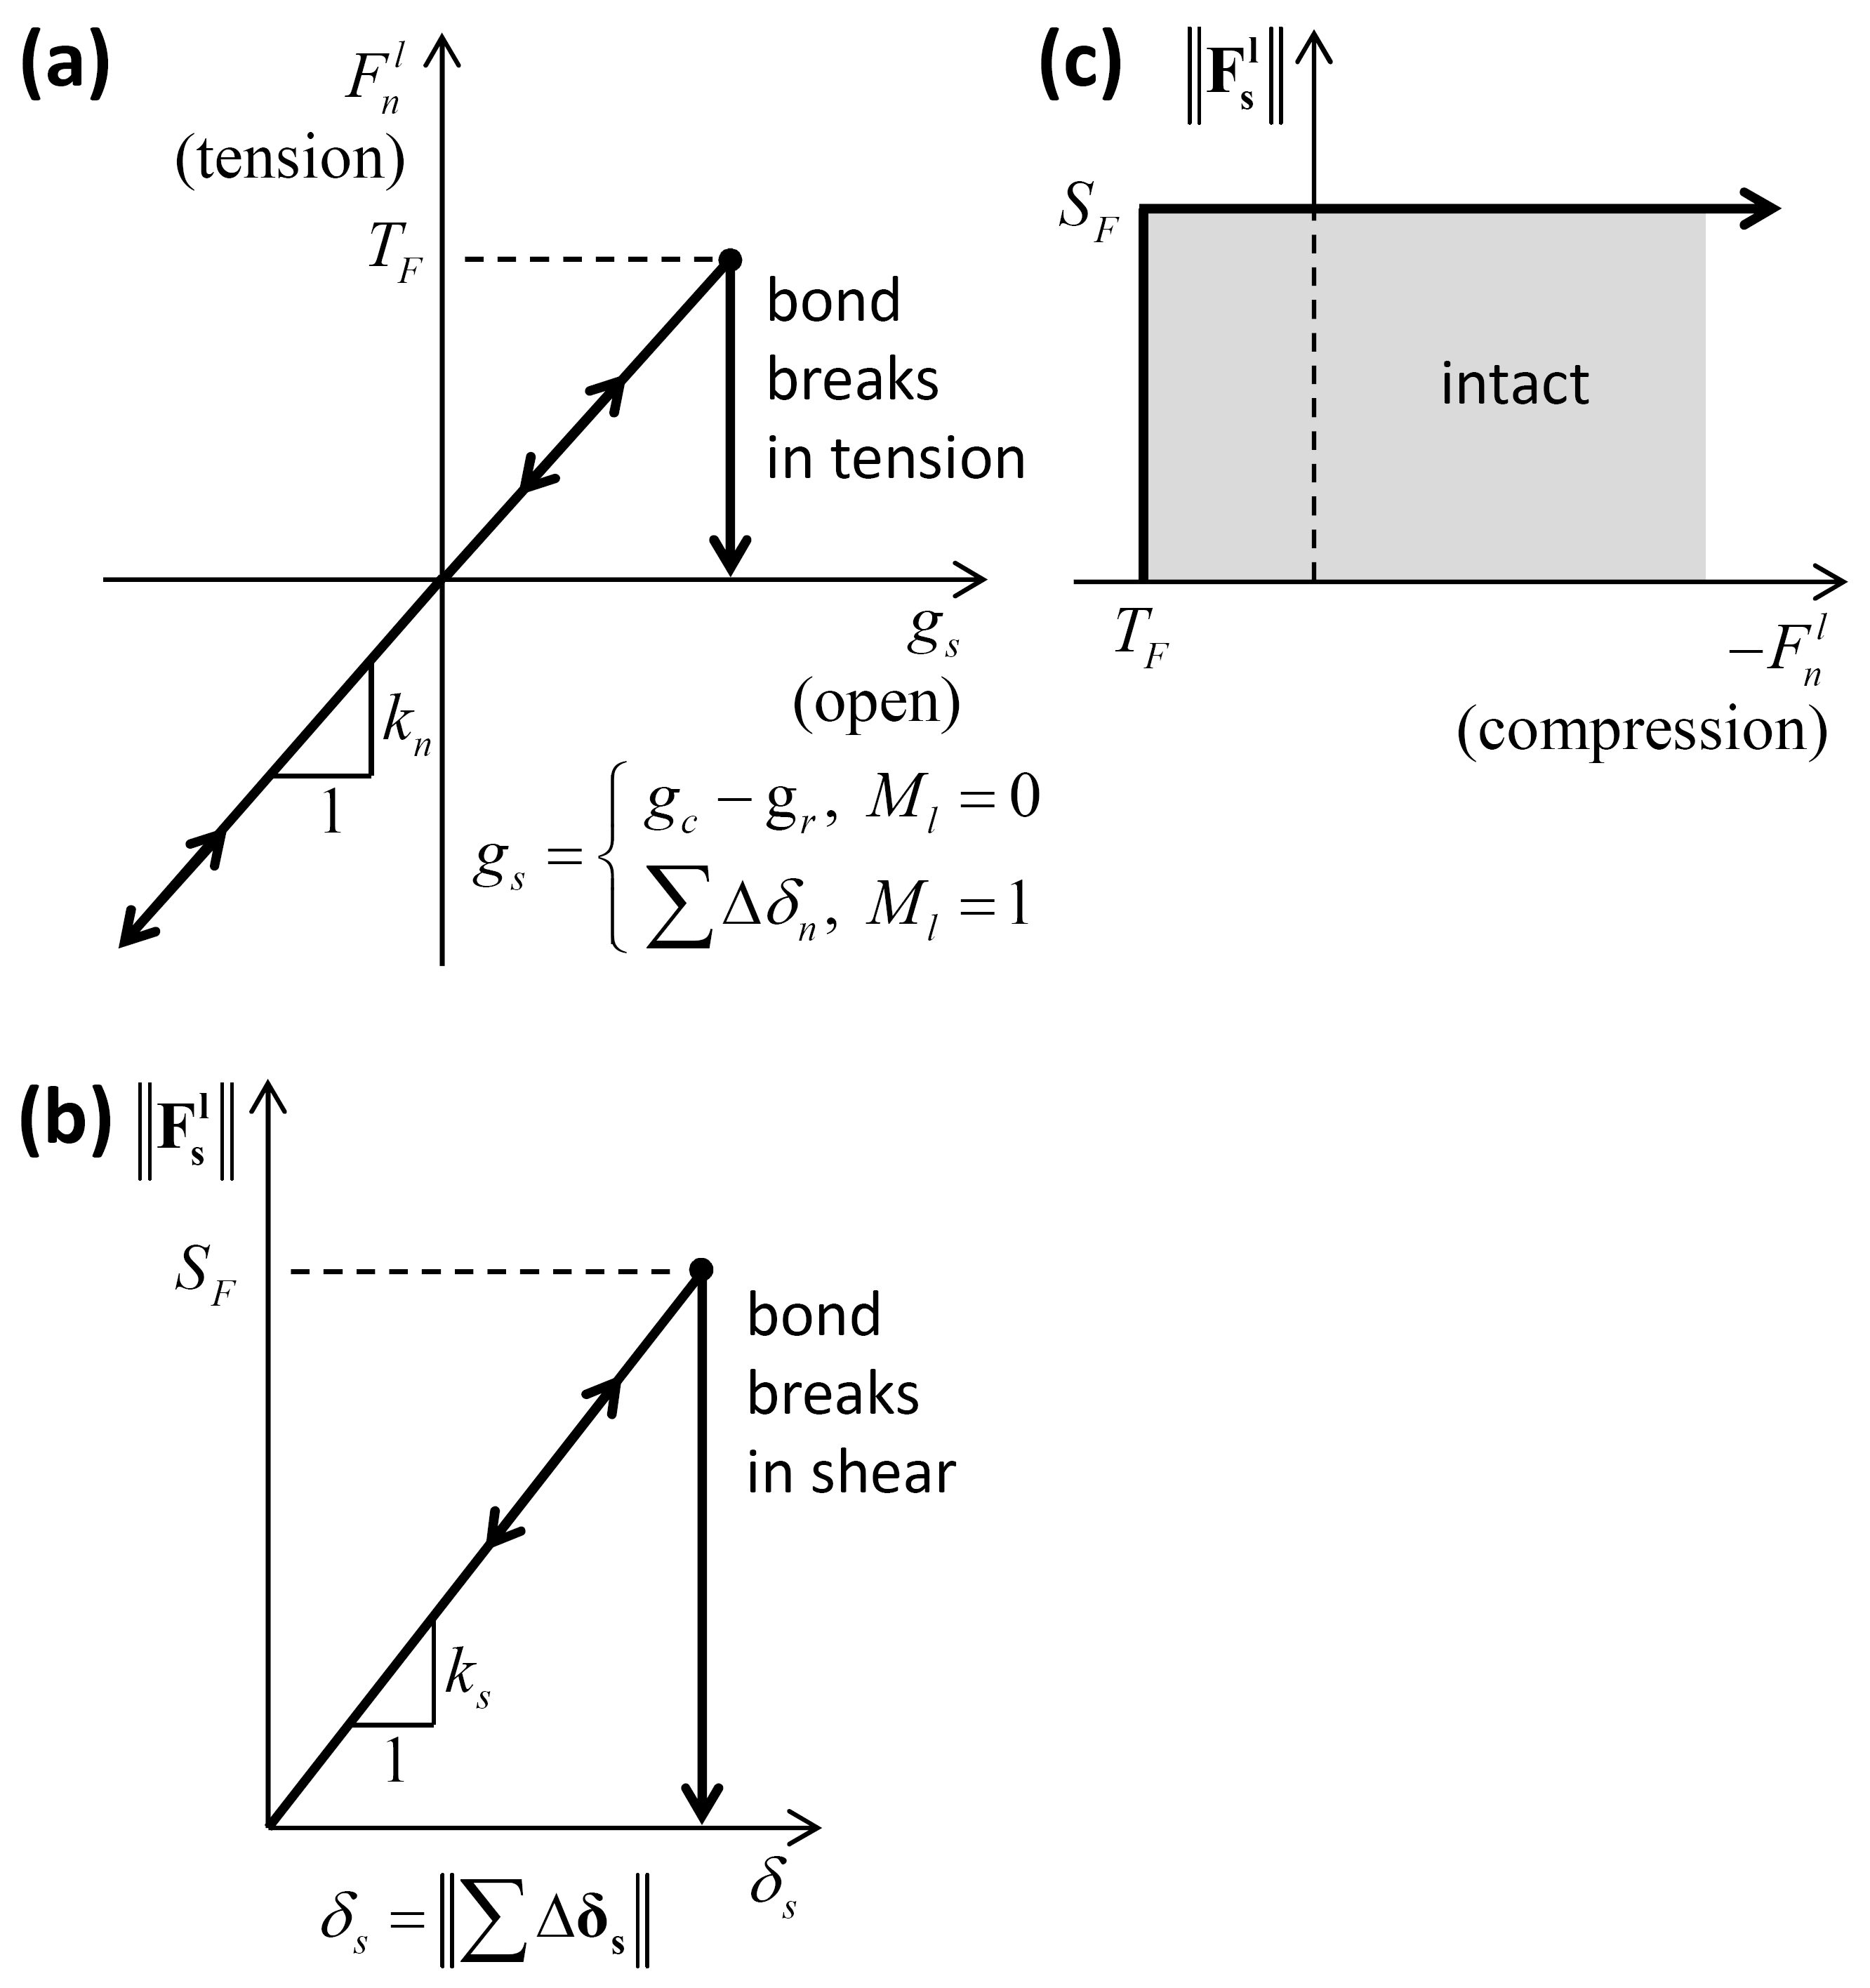 (a)
F_n^l
(tension)
T_F
bond
breaks
in tension
g_s
(open)
k_n
1
g_s = { g_c − g_r, M_l = 0
∑ Δδ_n, M_l = 1
(c)
‖F_s^l‖
S_F
intact
T_F
−F_n^l
(compression)
(b)
‖F_s^l‖
S_F
bond
breaks
in shear
k_s
1
δ_s
δ_s = ‖∑ Δδ_s‖